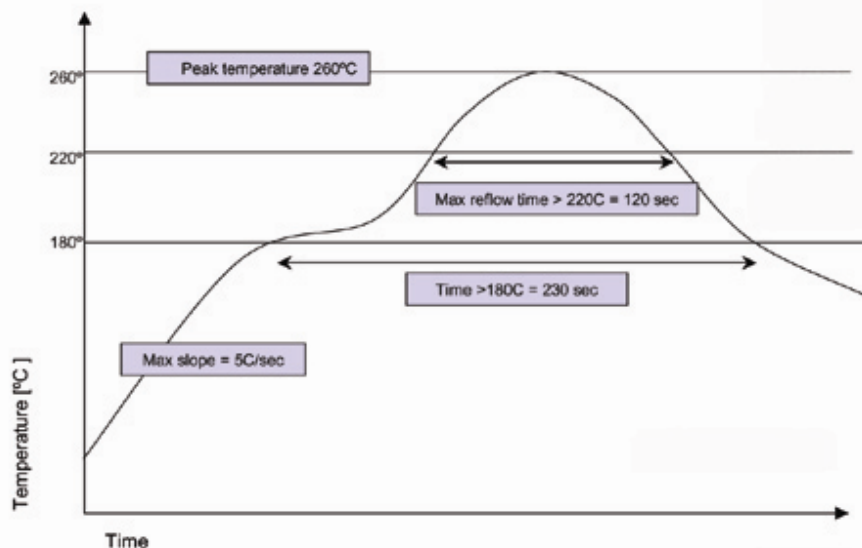 Peak temperature 260ºC
260º
220º
Max reflow time > 220C = 120 sec
180º
Time >180C = 230 sec
Max slope = 5C/sec
Temperature [ºC ]
Time